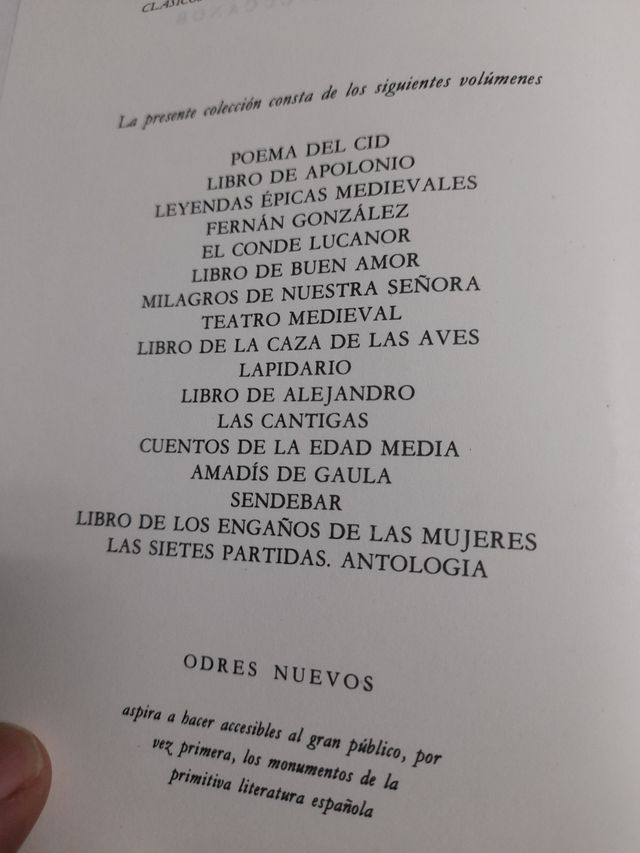 La presente colección consta de los siguientes volúmenes
POEMA DEL CID
LIBRO DE APOLONIO
LEYENDAS ÉPICAS MEDIEVALES
FERNÁN GONZÁLEZ
EL CONDE LUCANOR
LIBRO DE BUEN AMOR
MILAGROS DE NUESTRA SEÑORA
TEATRO MEDIEVAL
LIBRO DE LA CAZA DE LAS AVES
LAPIDARIO
LIBRO DE ALEJANDRO
LAS CANTIGAS
CUENTOS DE LA EDAD MEDIA
AMADÍS DE GAULA
SENDEBAR
LIBRO DE LOS ENGAÑOS DE LAS MUJERES
LAS SIETES PARTIDAS. ANTOLOGIA
ODRES NUEVOS
aspira a hacer accesibles al gran público, por
vez primera, los monumentos de la
primitiva literatura española